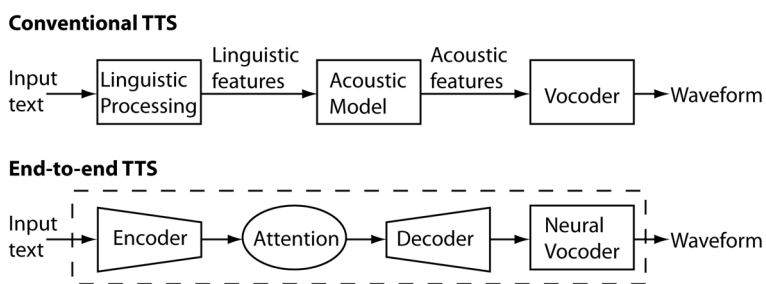 Conventional TTS
Input text
Linguistic Processing
Linguistic features
Acoustic Model
Acoustic features
Vocoder
Waveform
End-to-end TTS
Input text
Encoder
Attention
Decoder
Neural Vocoder
Waveform